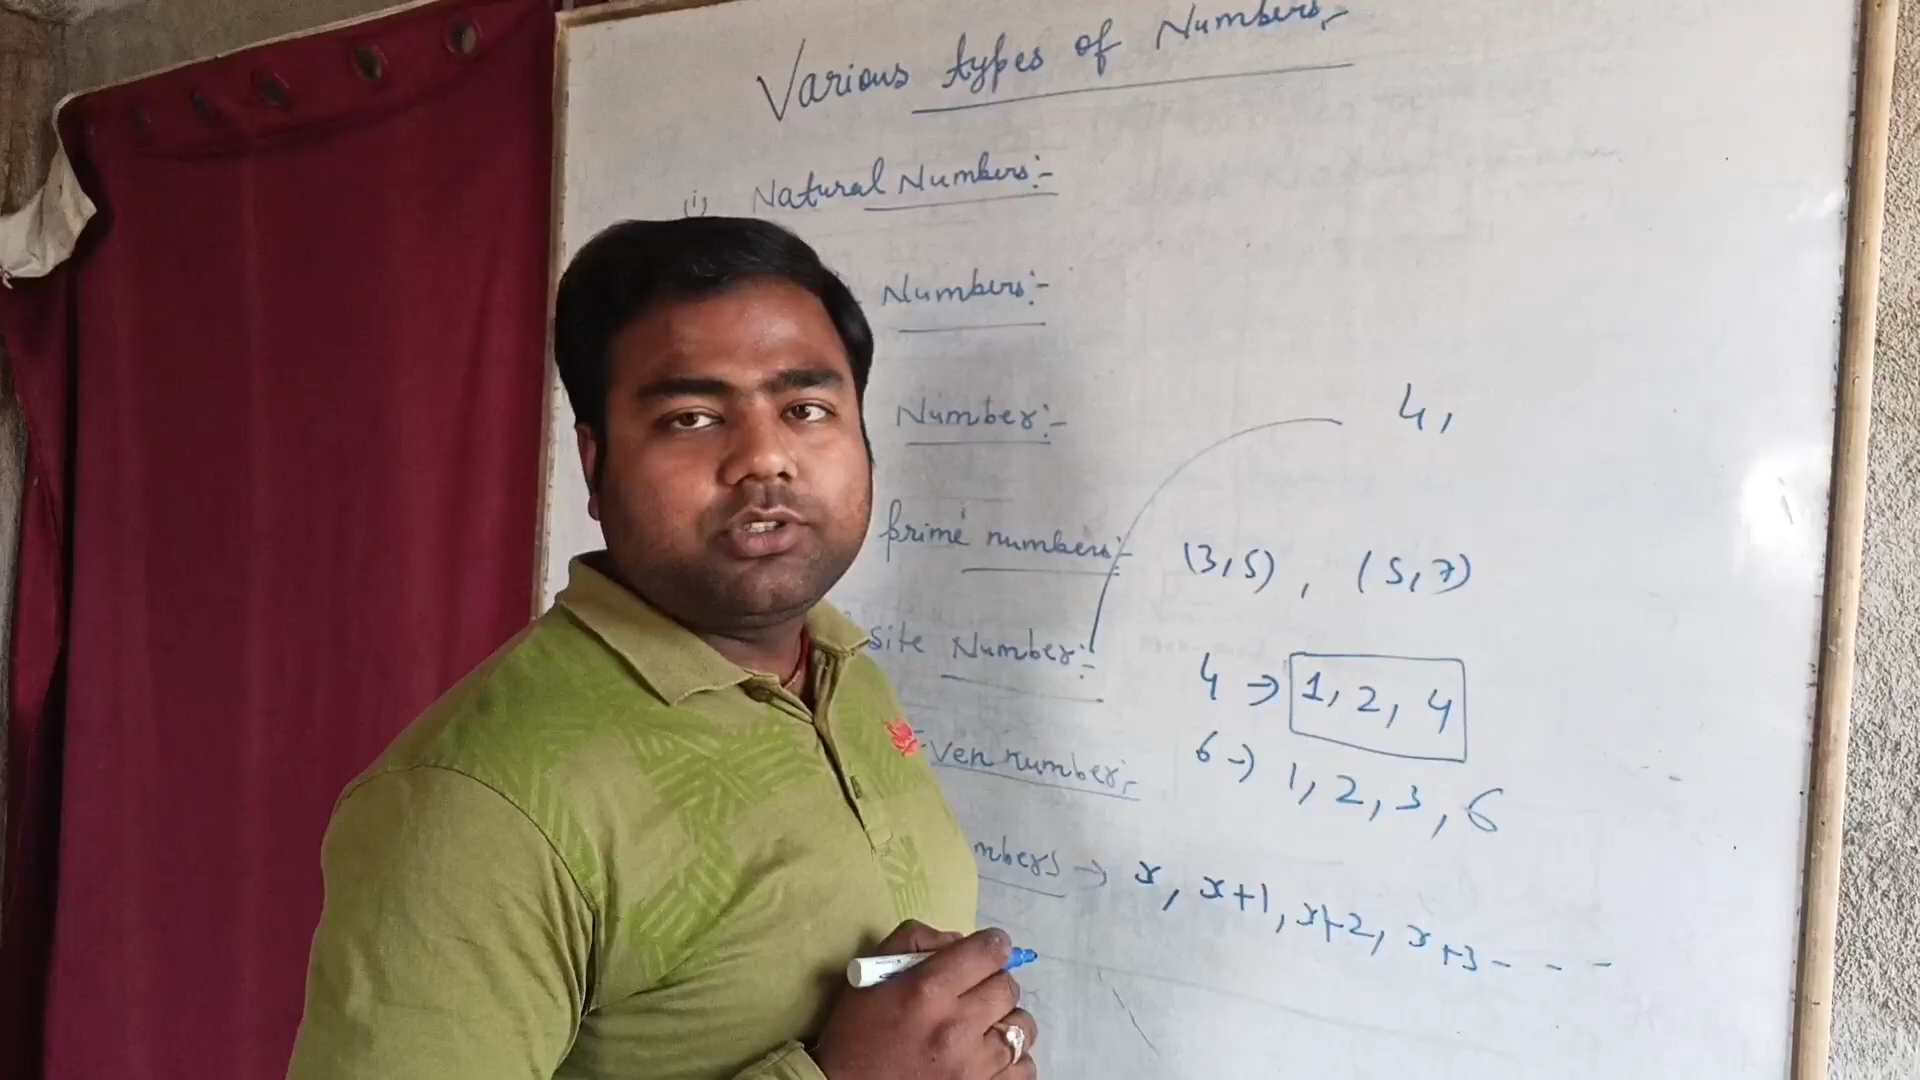 Various types of Numbers,-
(i) Natural Numbers:-
Numbers:-
Number:-
4,
prime numbers:- (3,5) , (5,7)
site Number:-
4 → 1, 2, 4
ven number:-
6 → 1, 2, 3, 6
mbers → x, x+1, x+2, x+3 - - -